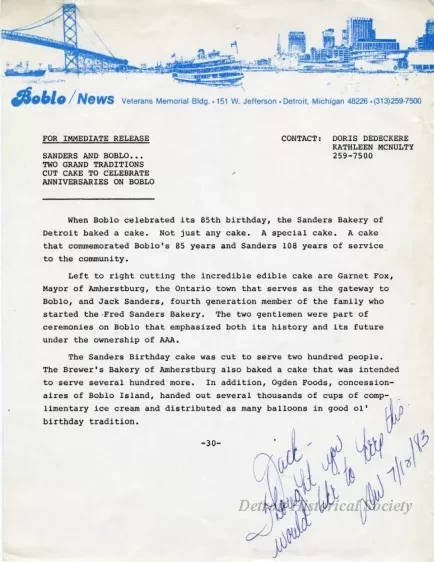 Boblo / News Veterans Memorial Bldg. • 151 W. Jefferson • Detroit, Michigan 48226 • (313) 259-7500
FOR IMMEDIATE RELEASE
SANDERS AND BOBLO...
TWO GRAND TRADITIONS
CUT CAKE TO CELEBRATE
ANNIVERSARIES ON BOBLO
CONTACT: DORIS DEDECKERE
KATHLEEN MCNULTY
259-7500
When Boblo celebrated its 85th birthday, the Sanders Bakery of
Detroit baked a cake. Not just any cake. A special cake. A cake
that commemorated Boblo's 85 years and Sanders 108 years of service
to the community.
Left to right cutting the incredible edible cake are Garnet Fox,
Mayor of Amherstburg, the Ontario town that serves as the gateway to
Boblo, and Jack Sanders, fourth generation member of the family who
started the Fred Sanders Bakery. The two gentlemen were part of
ceremonies on Boblo that emphasized both its history and its future
under the ownership of AAA.
The Sanders Birthday cake was cut to serve two hundred people.
The Brewer's Bakery of Amherstburg also baked a cake that was intended
to serve several hundred more. In addition, Ogden Foods, concession-
aires of Boblo Island, handed out several thousands of cups of comp-
limentary ice cream and distributed as many balloons in good ol'
birthday tradition.
-30-
Jack-
Thought you
would like to keep this
7/12/83
Detroit Historical Society